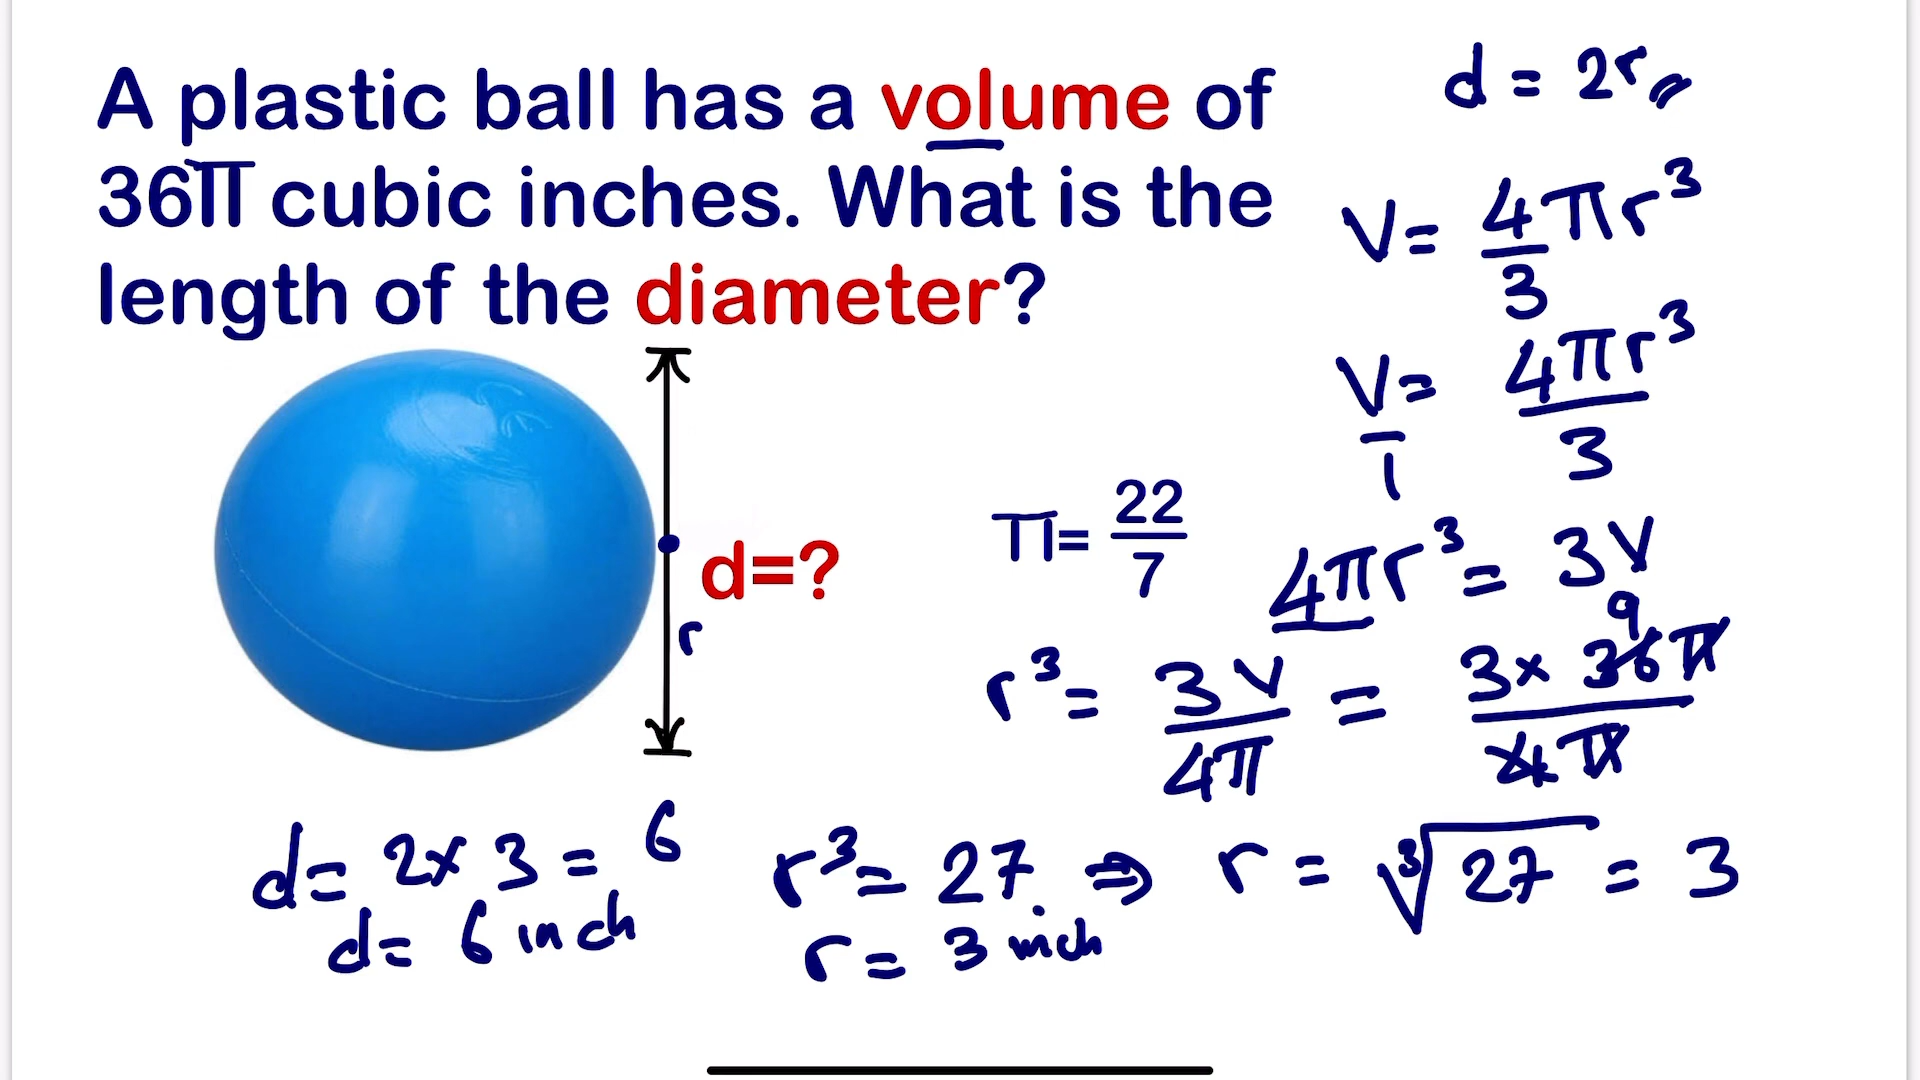 A plastic ball has a volume of
36π cubic inches. What is the
length of the diameter?
d = 2r
V = 4/3 πr³
V/1 = 4πr³/3
π= 22/7
d=?
r
4πr³ = 3V
r³ = 3V/4π = 3 x 36π/4π
9
r³ = 27 ⇒ r = ³√27 = 3
r = 3 inch
d = 2 x 3 = 6
d = 6 inch